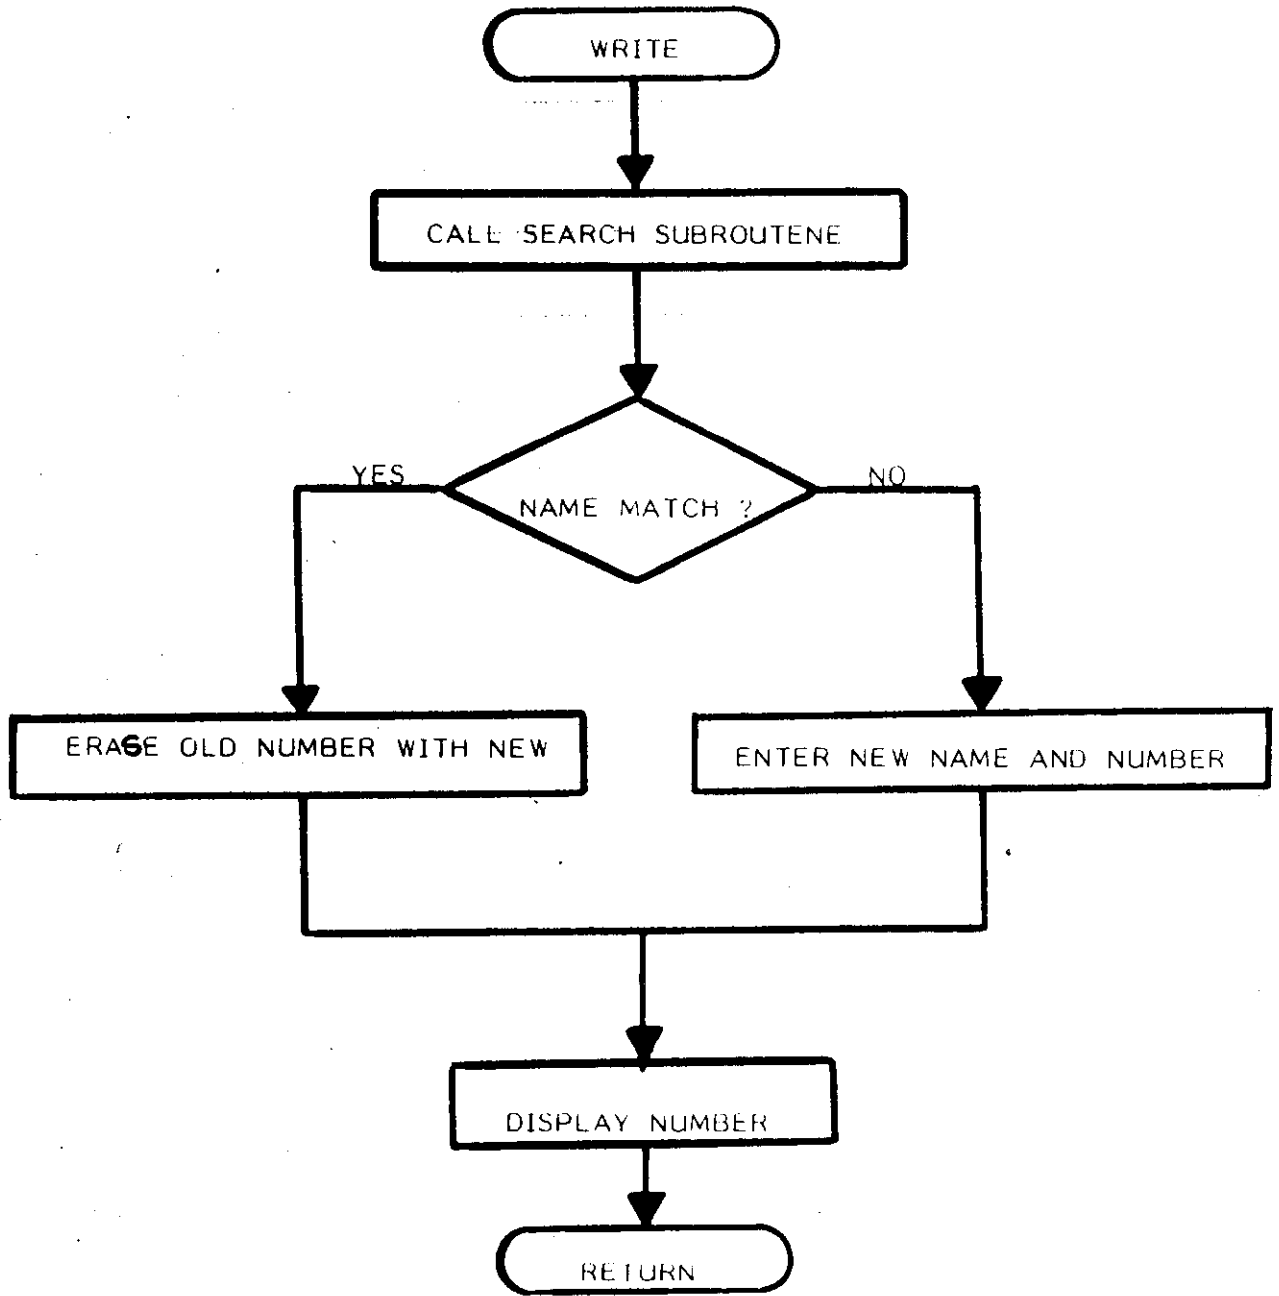 WRITE
CALL SEARCH SUBROUTENE
YES
NO
NAME MATCH ?
ERASE OLD NUMBER WITH NEW
ENTER NEW NAME AND NUMBER
DISPLAY NUMBER
RETURN